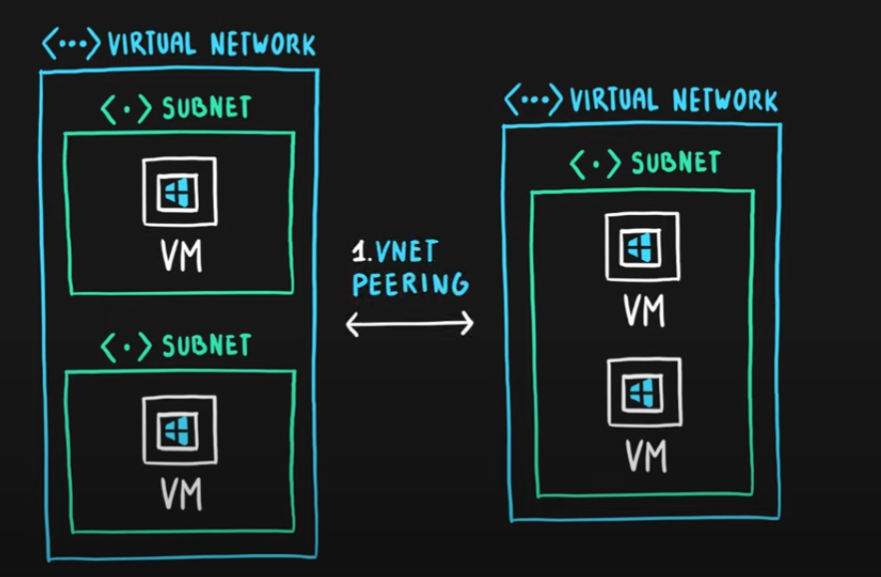 <···> VIRTUAL NETWORK
<·> SUBNET
VM
<·> SUBNET
VM
1. VNET
PEERING
<···> VIRTUAL NETWORK
<·> SUBNET
VM
VM